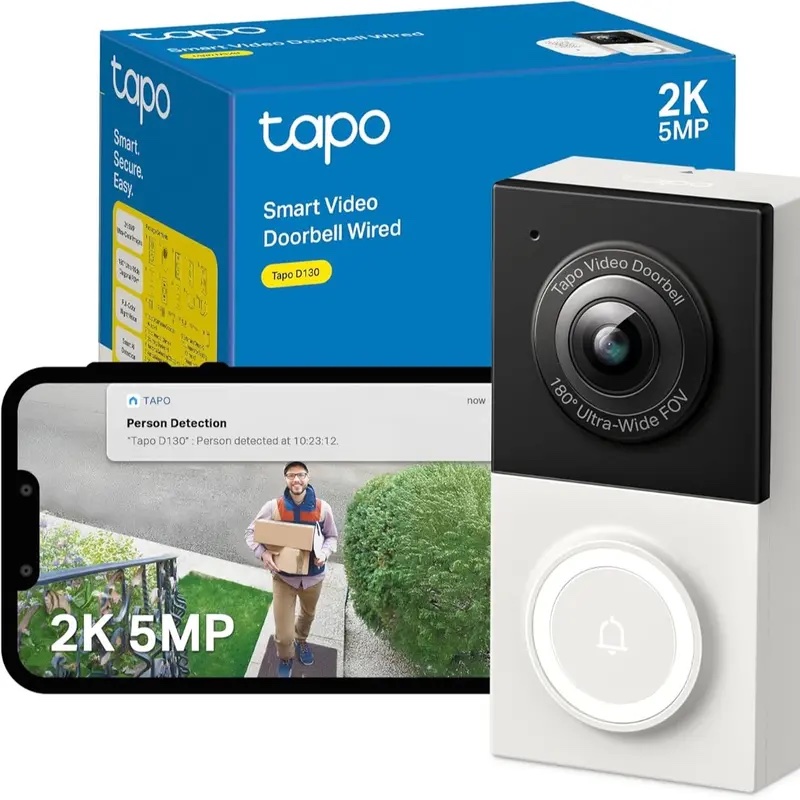 tapo
Smart Video Doorbell Wired
tapo
Smart.
Secure.
Easy.
tapo
2K
5MP
Smart Video
Doorbell Wired
Tapo D130
tapo
Tapo Video Doorbell
180° Ultra-Wide FOV
TAPO
now
Person Detection
"Tapo D130" : Person detected at 10:23:12.
2K 5MP